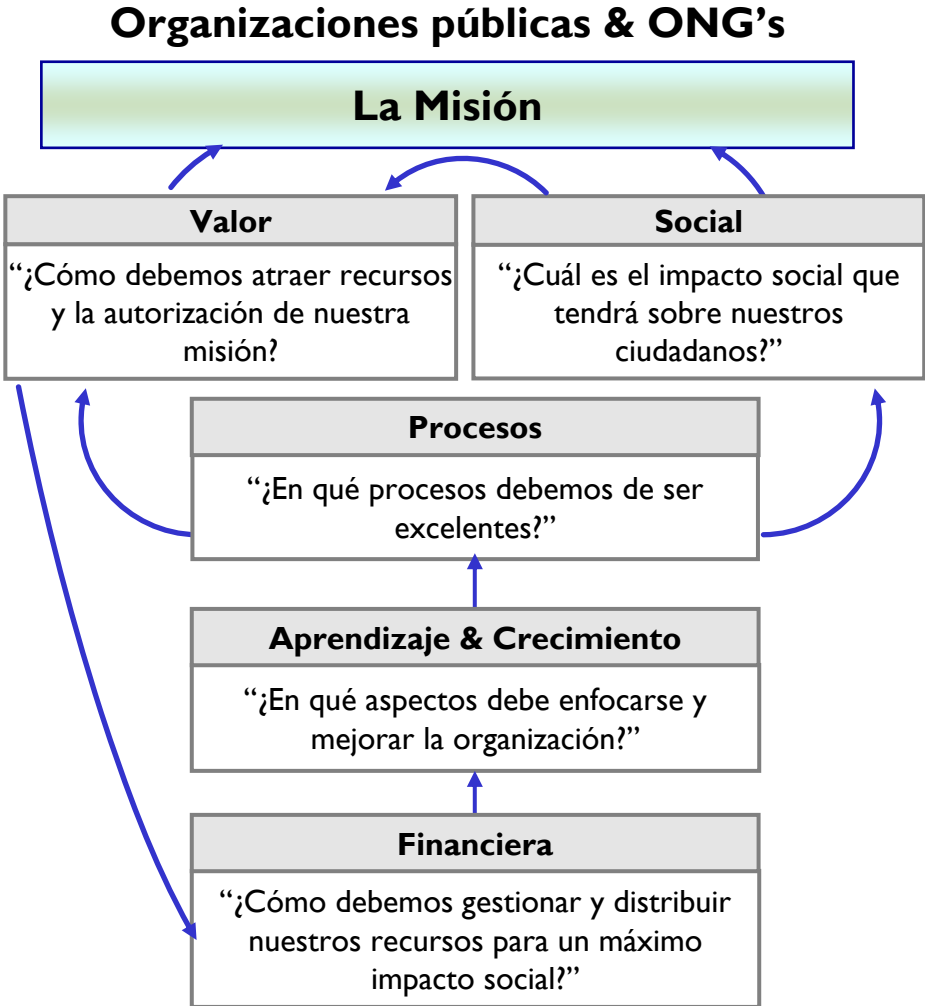 Organizaciones públicas & ONG's
La Misión
Valor
“¿Cómo debemos atraer recursos
y la autorización de nuestra
misión?
Social
“¿Cuál es el impacto social que
tendrá sobre nuestros
ciudadanos?”
Procesos
“¿En qué procesos debemos de ser
excelentes?”
Aprendizaje & Crecimiento
“¿En qué aspectos debe enfocarse y
mejorar la organización?”
Financiera
“¿Cómo debemos gestionar y distribuir
nuestros recursos para un máximo
impacto social?”